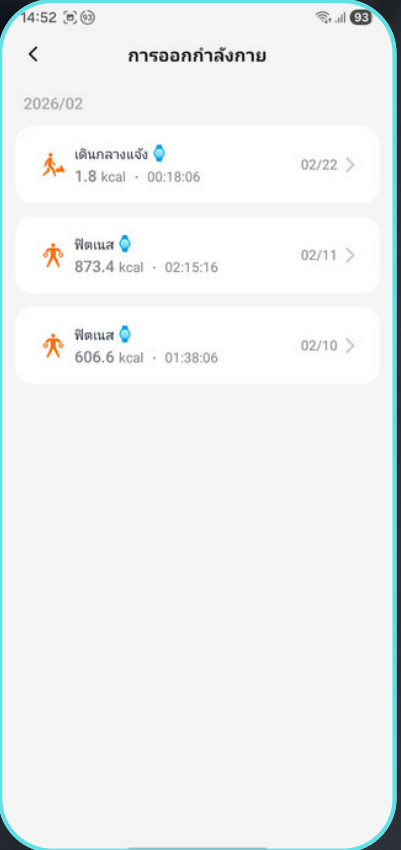 14:52 93 93
การออกกำลังกาย
2026/02
เดินกลางแจ้ง
1.8 kcal · 00:18:06
02/22
ฟิตเนส
873.4 kcal · 02:15:16
02/11
ฟิตเนส
606.6 kcal · 01:38:06
02/10